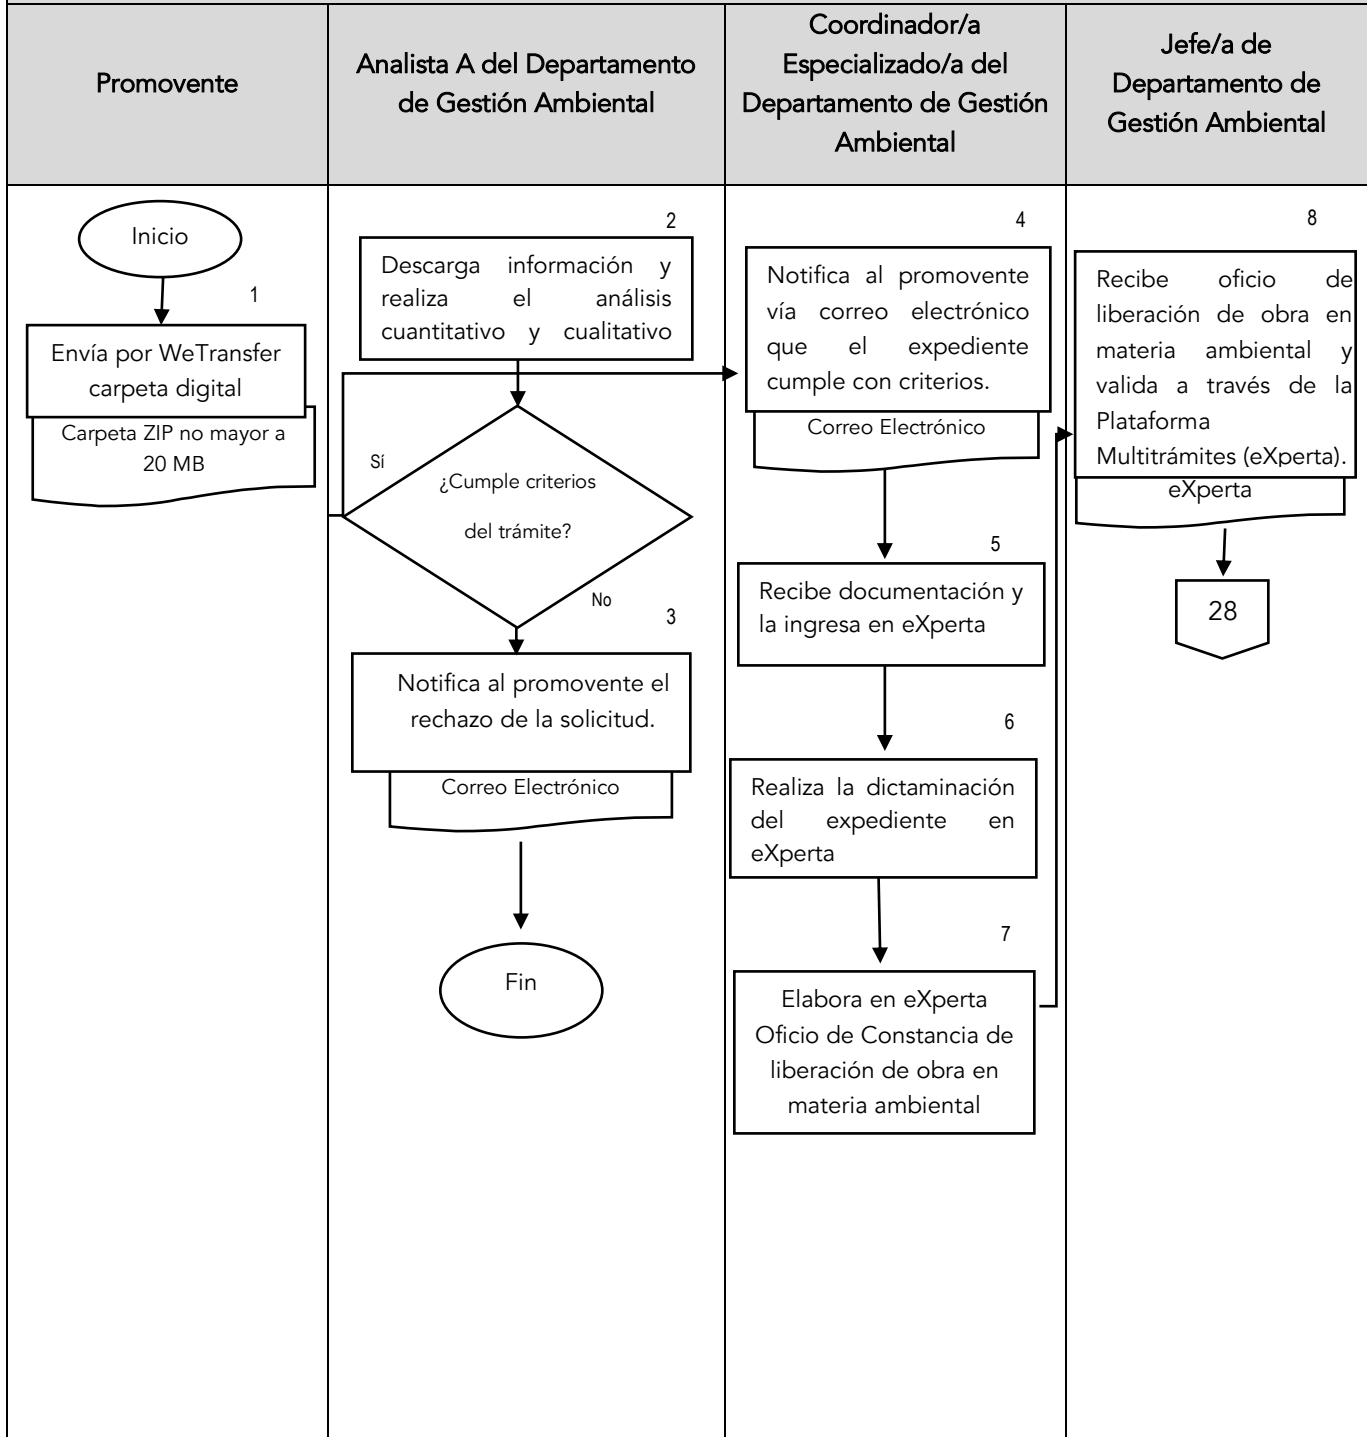 Promovente
Analista A del Departamento
de Gestión Ambiental
Coordinador/a
Especializado/a del
Departamento de Gestión
Ambiental
Jefe/a de
Departamento de
Gestión Ambiental
Inicio
1
Envía por WeTransfer
carpeta digital
Carpeta ZIP no mayor a
20 MB
2
Descarga información y
realiza el análisis
cuantitativo y cualitativo
Sí
¿Cumple criterios
del trámite?
No
3
Notifica al promovente el
rechazo de la solicitud.
Correo Electrónico
Fin
4
Notifica al promovente
vía correo electrónico
que el expediente
cumple con criterios.
Correo Electrónico
5
Recibe documentación y
la ingresa en eXperta
6
Realiza la dictaminación
del expediente en
eXperta
7
Elabora en eXperta
Oficio de Constancia de
liberación de obra en
materia ambiental
8
Recibe oficio de
liberación de obra en
materia ambiental y
valida a través de la
Plataforma
Multitrámites (eXperta).
eXperta
28